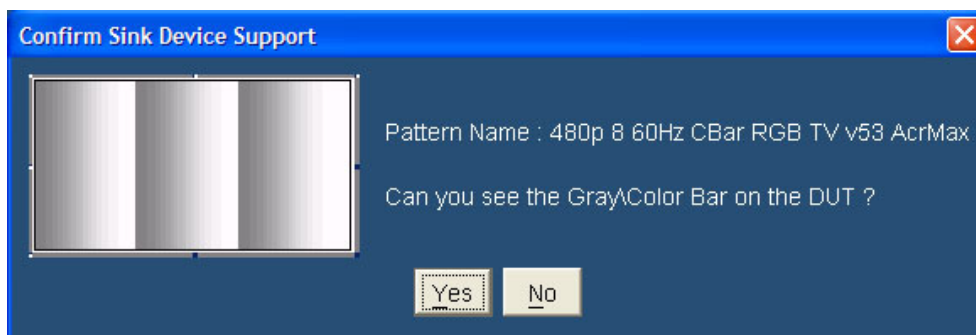 Confirm Sink Device Support
Pattern Name : 480p 8 60Hz CBar RGB TV v53 AcrMax
Can you see the Gray\Color Bar on the DUT ?
Yes No